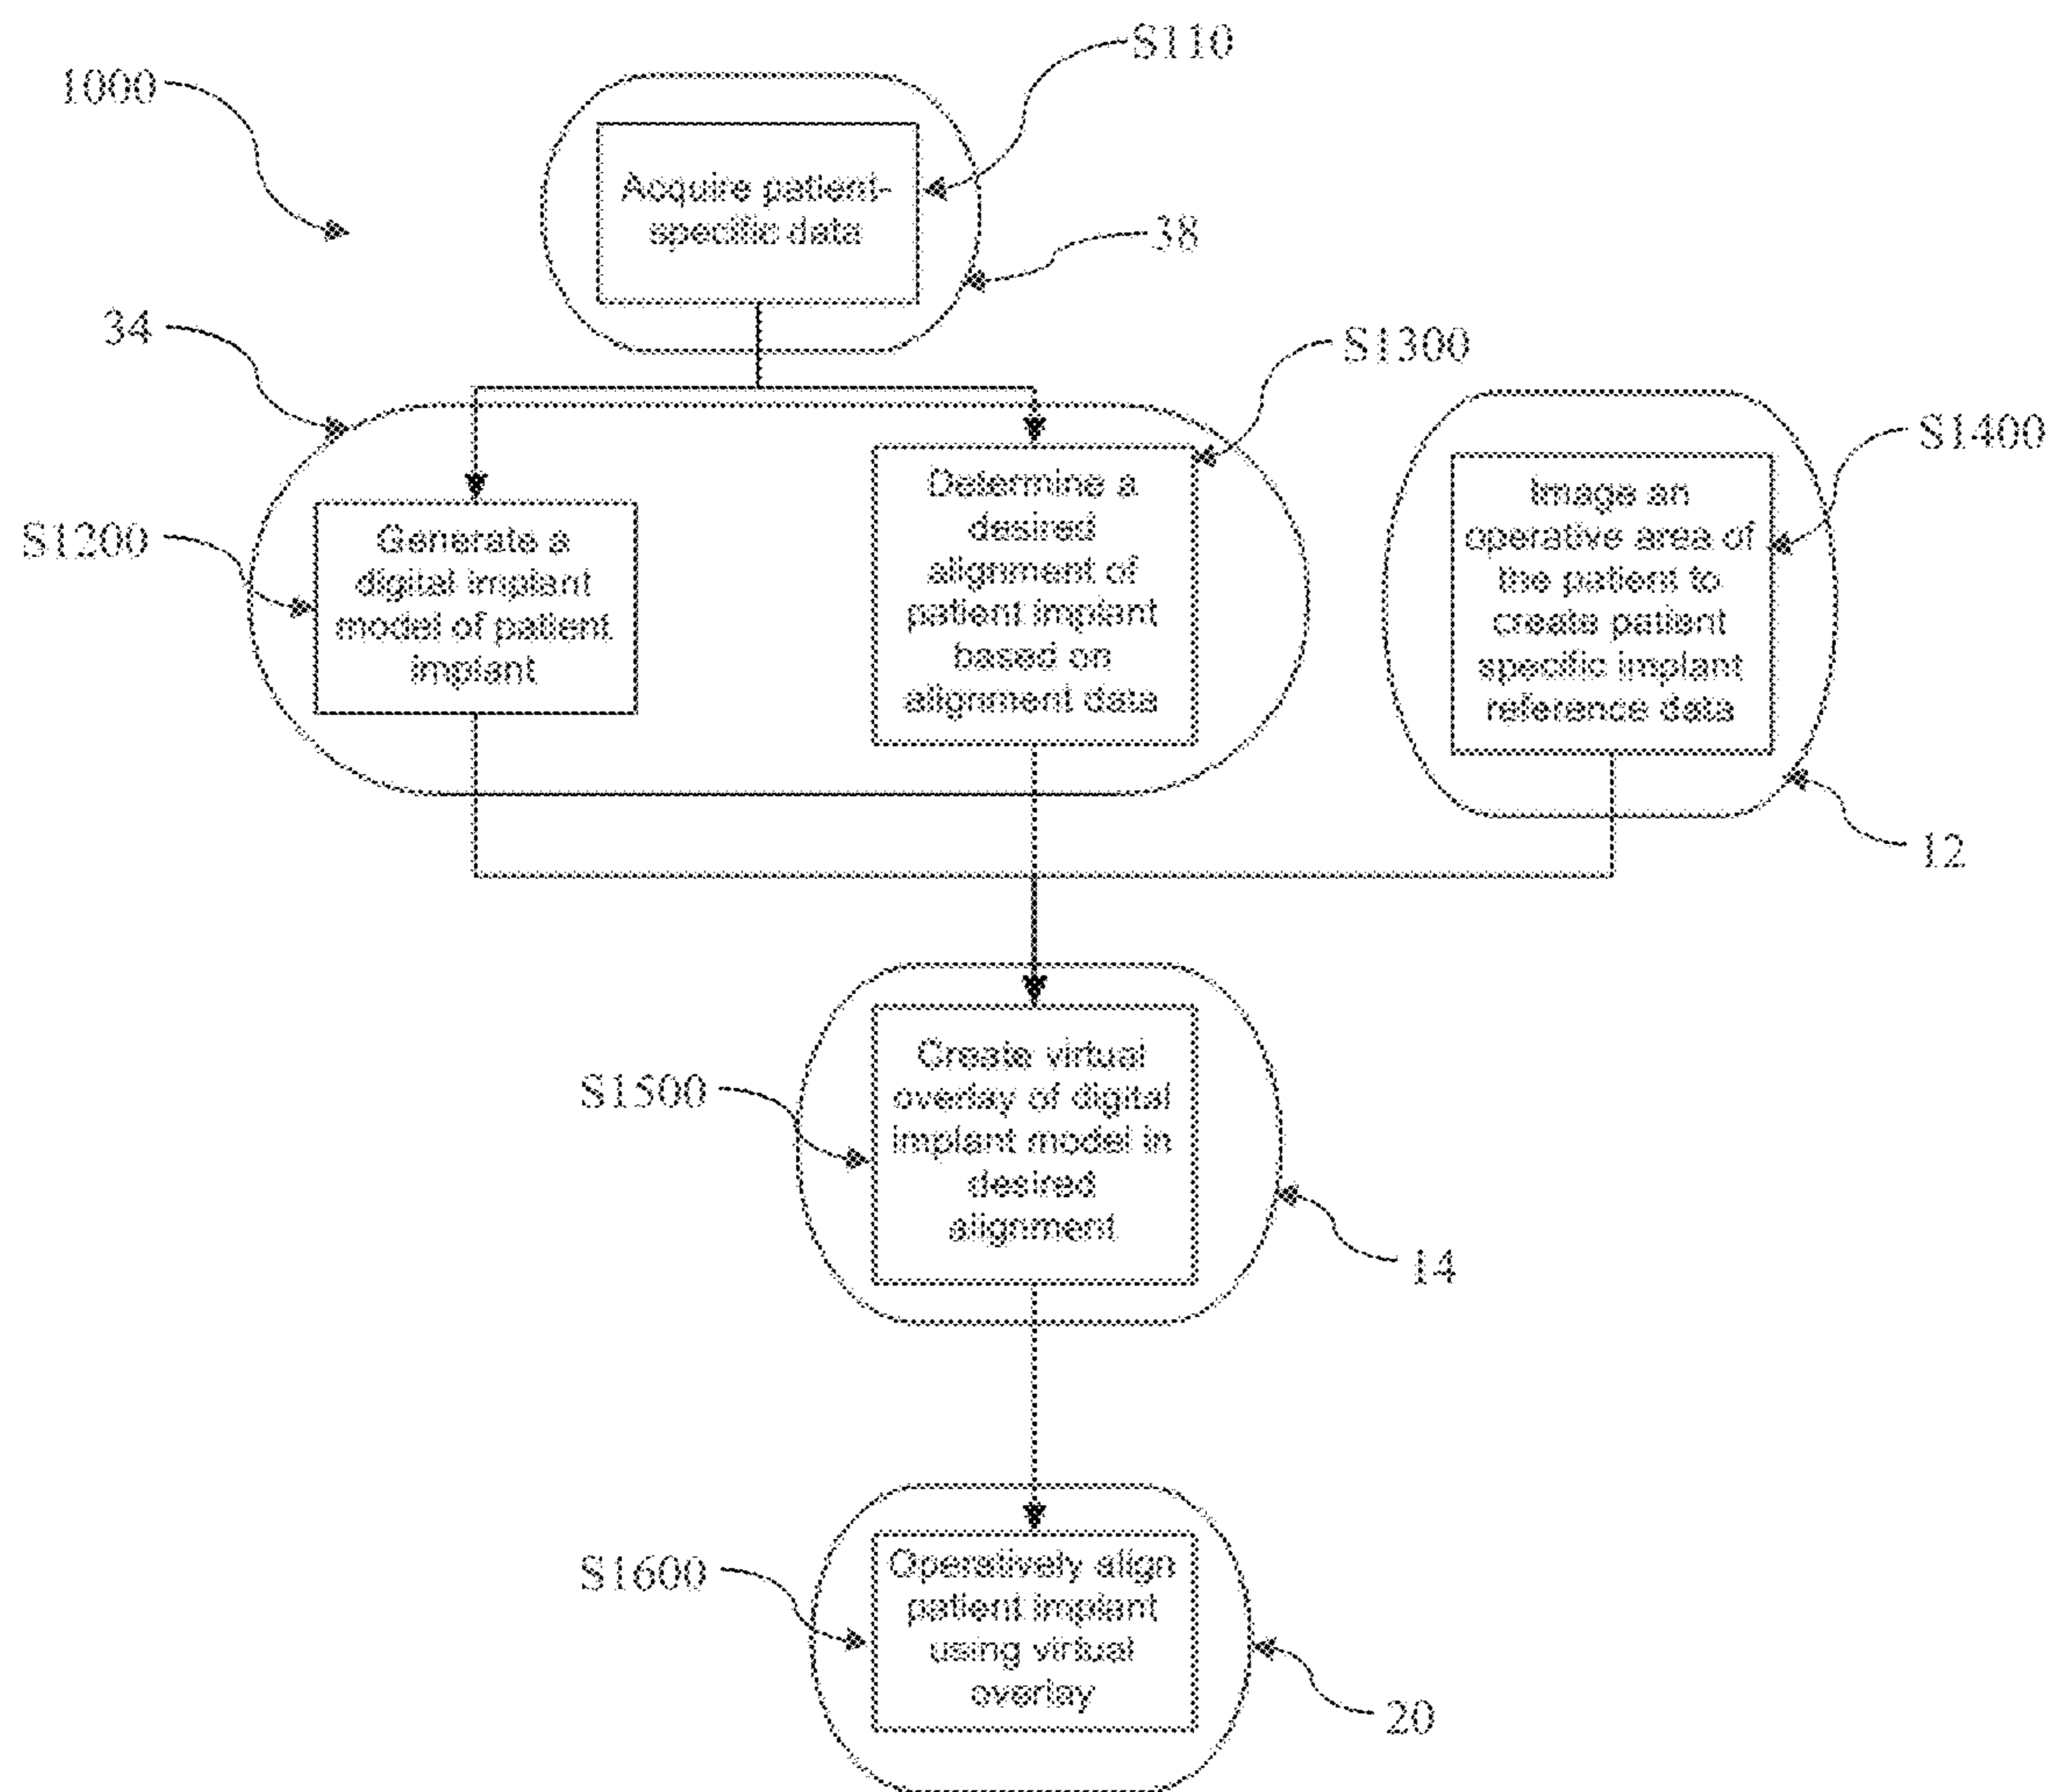 S110
1000
Acquire patient-
specific data
38
34
S1300
S1400
S1200
Generate a
digital implant
model of patient
implant
Determine a
desired
alignment of
patient implant
based on
alignment data
Image an
operative area of
the patient to
create patient
specific implant
reference data
12
S1500
Create virtual
overlay of digital
implant model in
desired
alignment
14
S1600
Operatively align
patient implant
using virtual
overlay
20